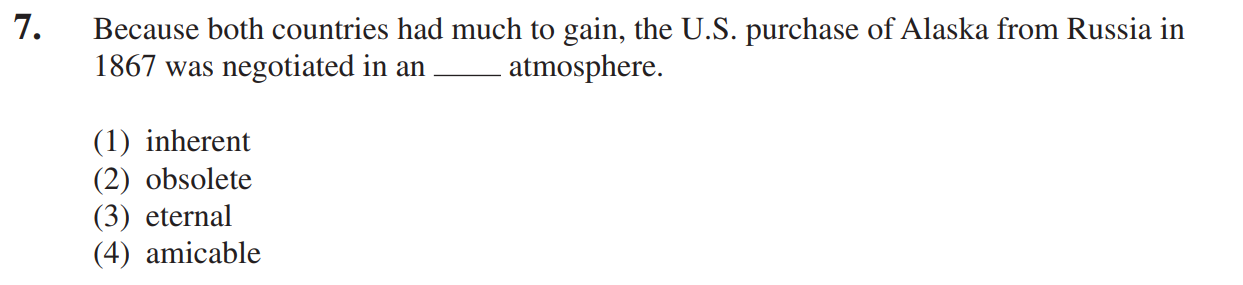 7. Because both countries had much to gain, the U.S. purchase of Alaska from Russia in
1867 was negotiated in an _____ atmosphere.
(1) inherent
(2) obsolete
(3) eternal
(4) amicable